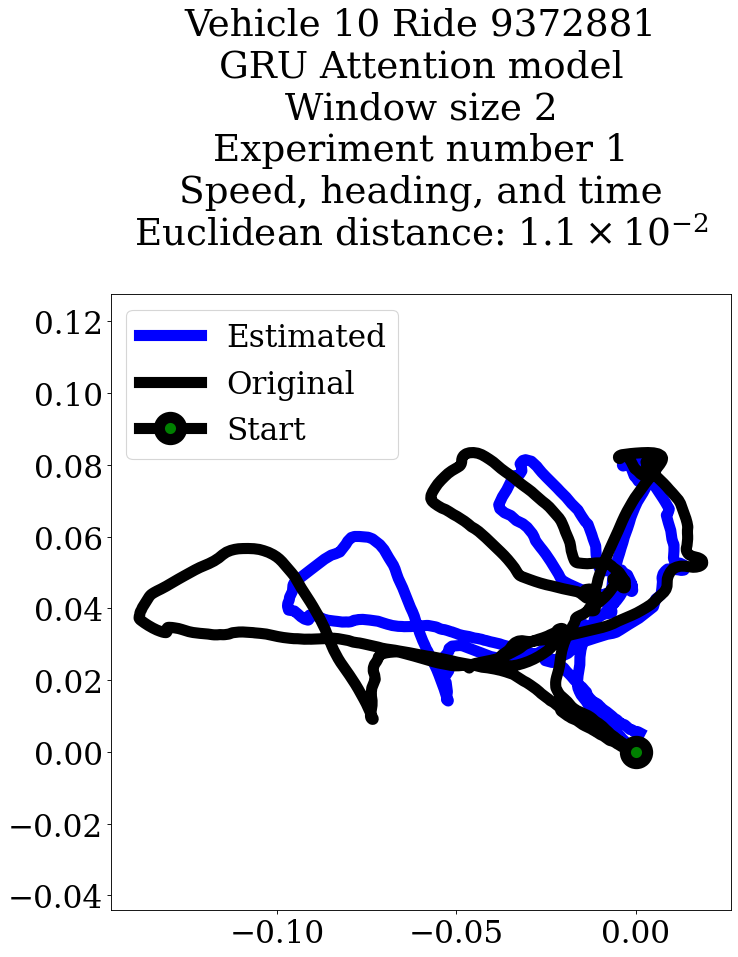 Vehicle 10 Ride 9372881
GRU Attention model
Window size 2
Experiment number 1
Speed, heading, and time
Euclidean distance: 1.1 × 10⁻²
0.12
0.10
0.08
0.06
0.04
0.02
0.00
−0.02
−0.04
Estimated
Original
Start
−0.10 −0.05 0.00